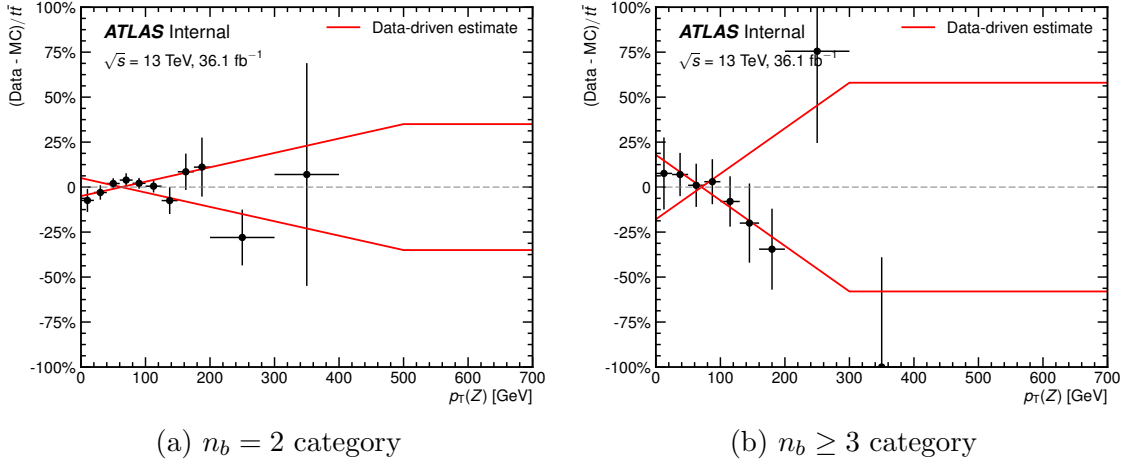 (Data - MC)/tt̄
100%
75%
50%
25%
0
-25%
-50%
-75%
-100%
ATLAS Internal
√s = 13 TeV, 36.1 fb⁻¹
Data-driven estimate
0 100 200 300 400 500 600 700
pT(Z) [GeV]
(a) n_b = 2 category
(Data - MC)/tt̄
100%
75%
50%
25%
0
-25%
-50%
-75%
-100%
ATLAS Internal
√s = 13 TeV, 36.1 fb⁻¹
Data-driven estimate
0 100 200 300 400 500 600 700
pT(Z) [GeV]
(b) n_b ≥ 3 category